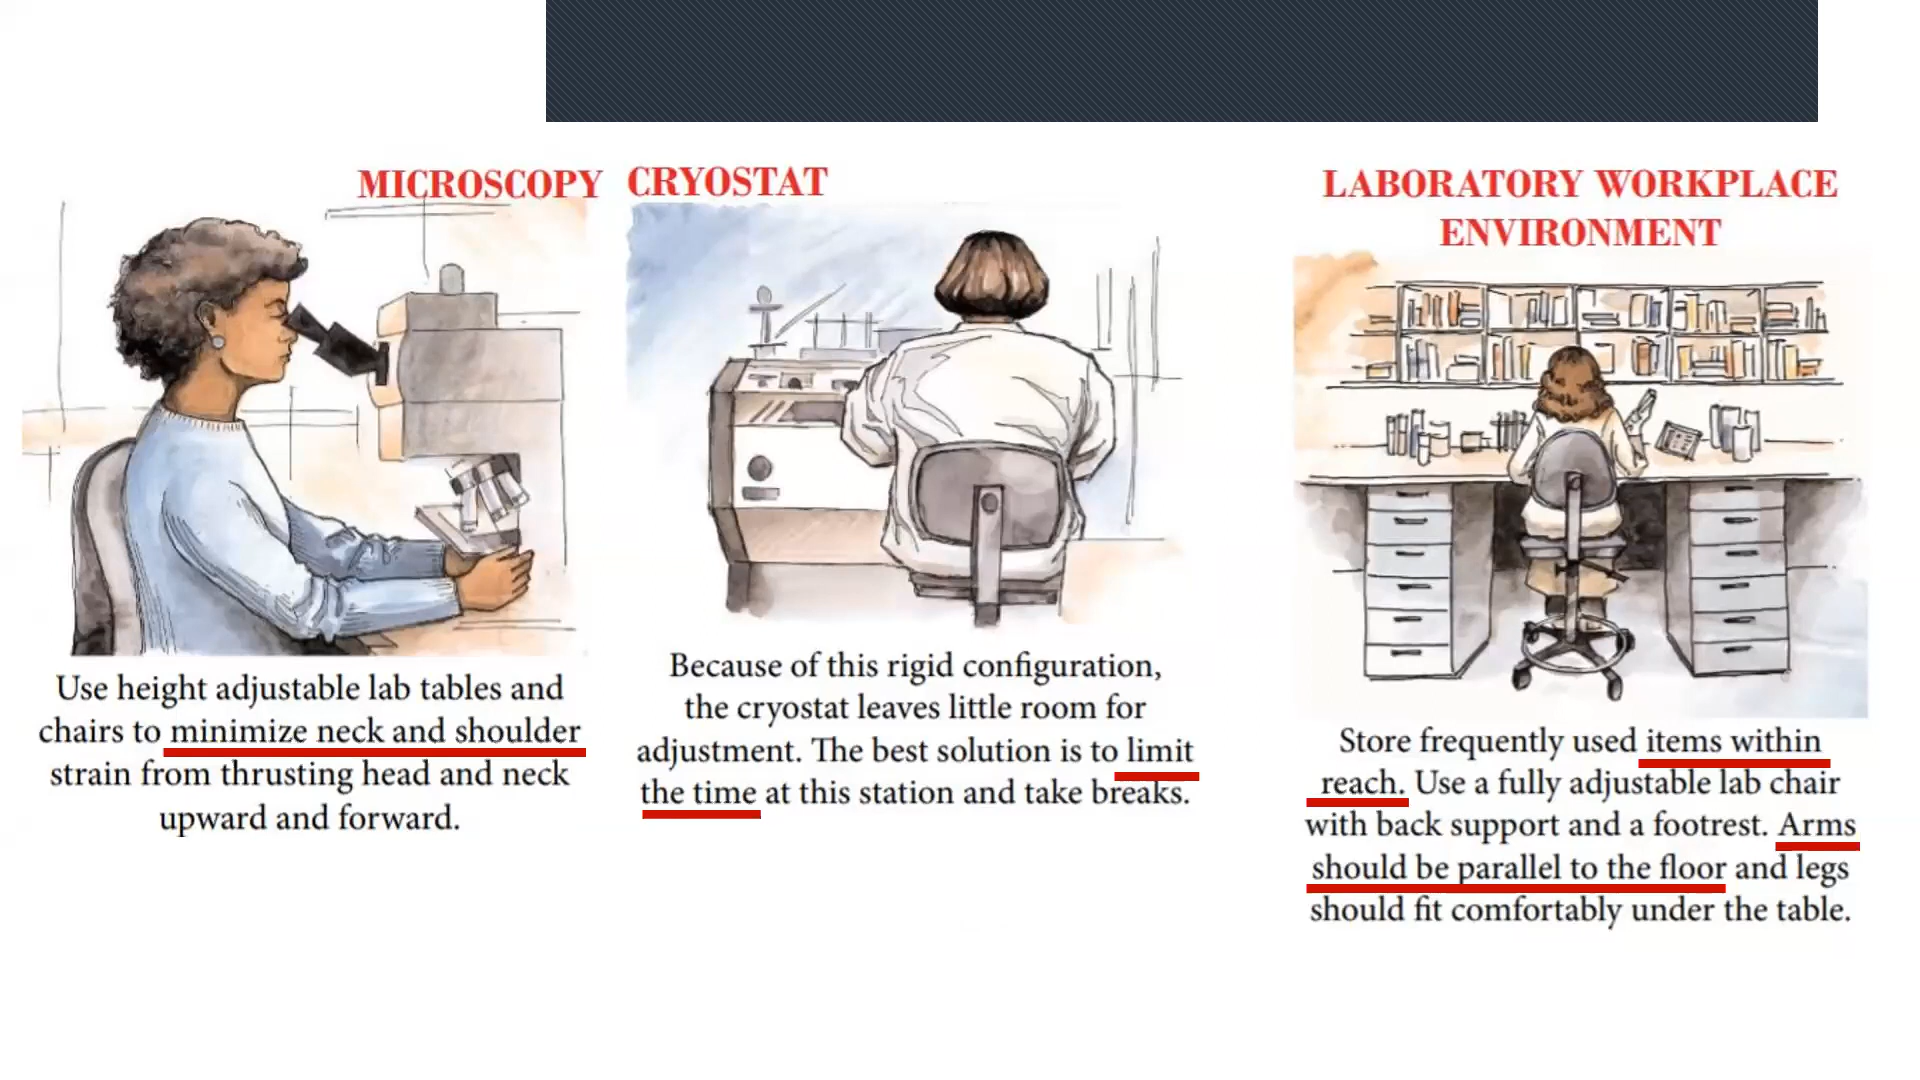 MICROSCOPY
Use height adjustable lab tables and
chairs to minimize neck and shoulder
strain from thrusting head and neck
upward and forward.
CRYOSTAT
Because of this rigid configuration,
the cryostat leaves little room for
adjustment. The best solution is to limit
the time at this station and take breaks.
LABORATORY WORKPLACE
ENVIRONMENT
Store frequently used items within
reach. Use a fully adjustable lab chair
with back support and a footrest. Arms
should be parallel to the floor and legs
should fit comfortably under the table.